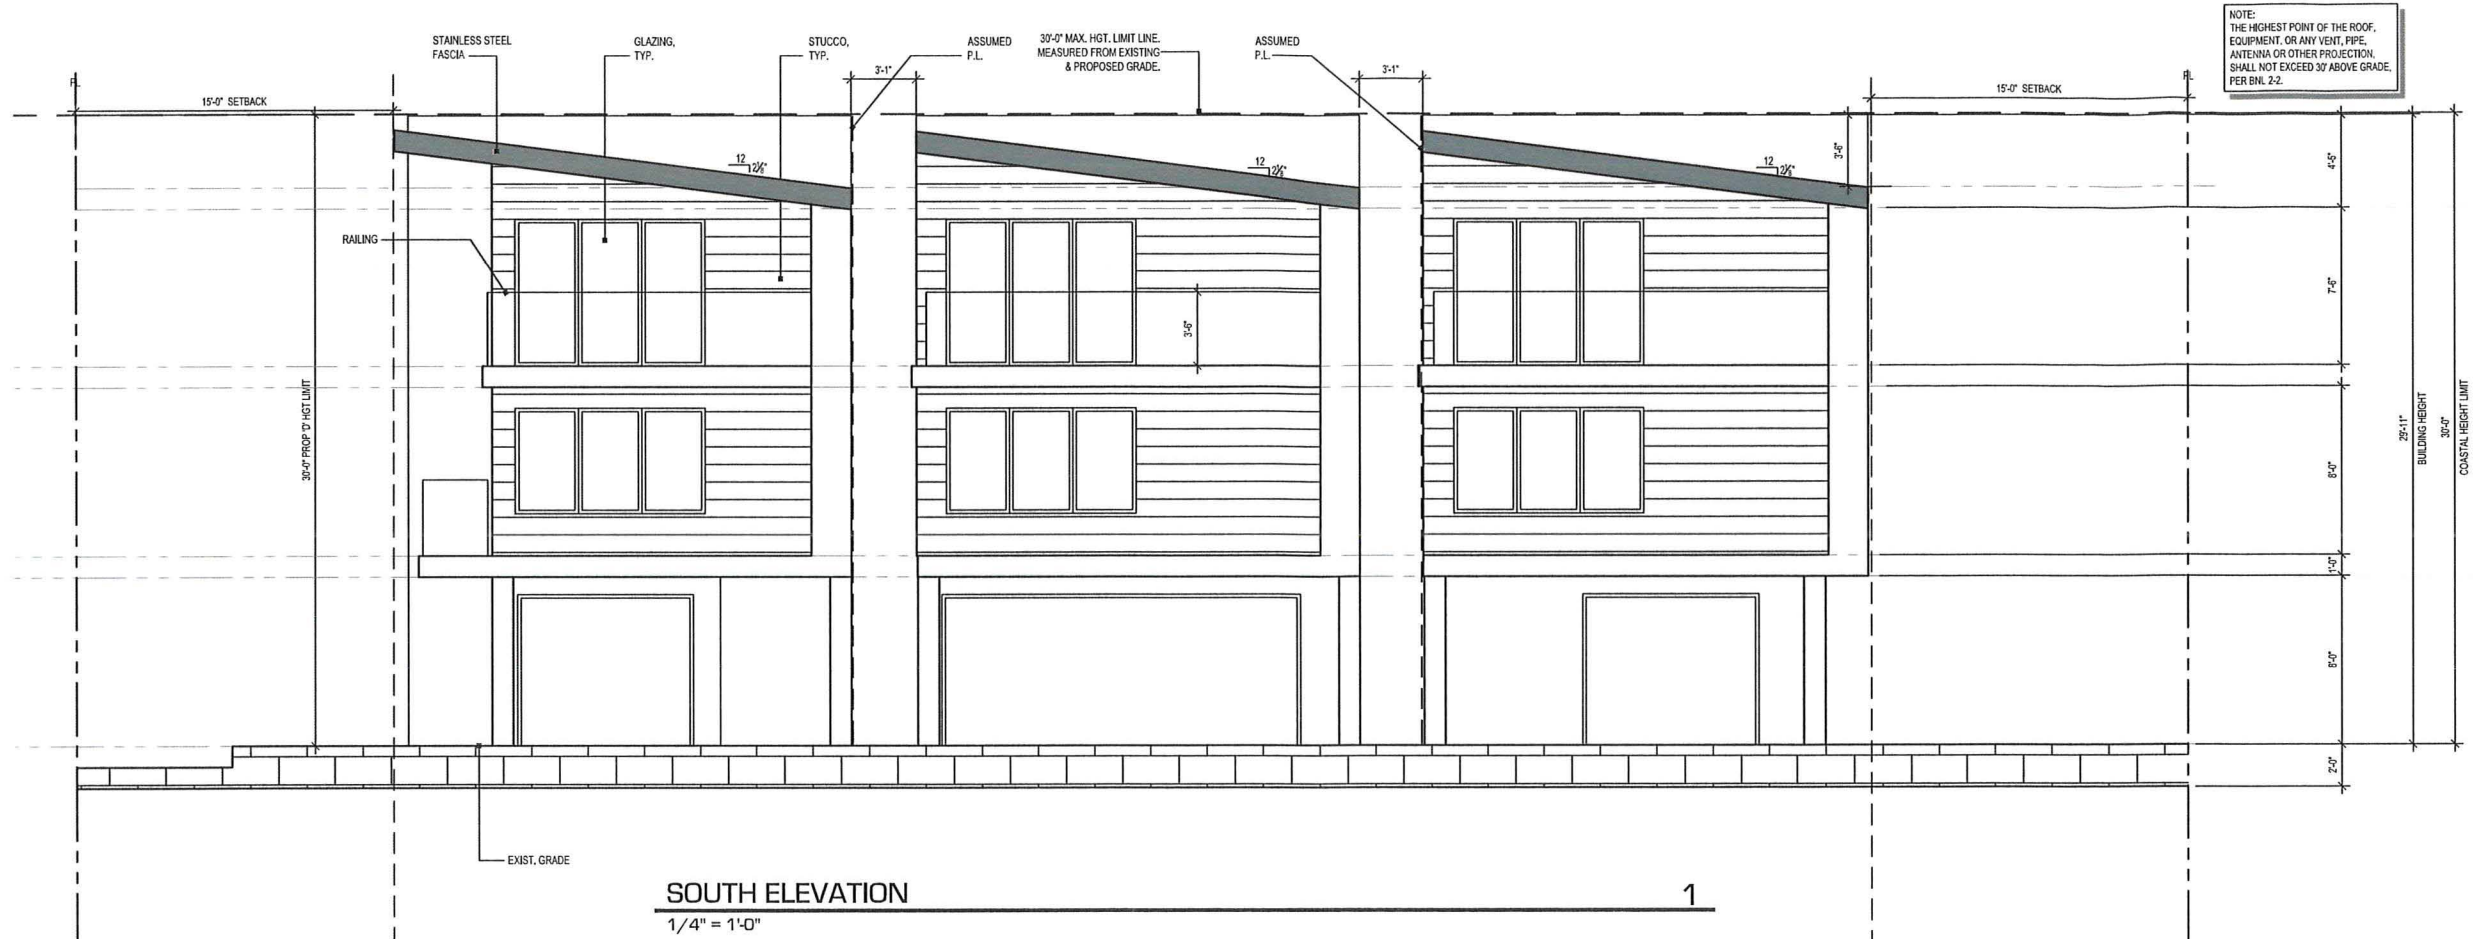 NOTE:
THE HIGHEST POINT OF THE ROOF,
EQUIPMENT, OR ANY VENT, PIPE,
ANTENNA OR OTHER PROJECTION,
SHALL NOT EXCEED 30' ABOVE GRADE,
PER BNL 2-2.
STAINLESS STEEL
FASCIA
GLAZING,
TYP.
STUCCO,
TYP.
ASSUMED
P.L.
30'-0" MAX. HGT. LIMIT LINE.
MEASURED FROM EXISTING
& PROPOSED GRADE.
ASSUMED
P.L.
3'-1"
3'-1"
PL
PL
15'-0" SETBACK
15'-0" SETBACK
12
12
12
3'-6"
4'-5"
RAILING
7'-6"
3'-6"
30'-0" PROP 'D' HGT LIMIT
29'-11"
BUILDING HEIGHT
30'-0"
COASTAL HEIGHT LIMIT
8'-0"
1'-0"
8'-0"
2'-0"
EXIST. GRADE
SOUTH ELEVATION
1
1/4" = 1'-0"